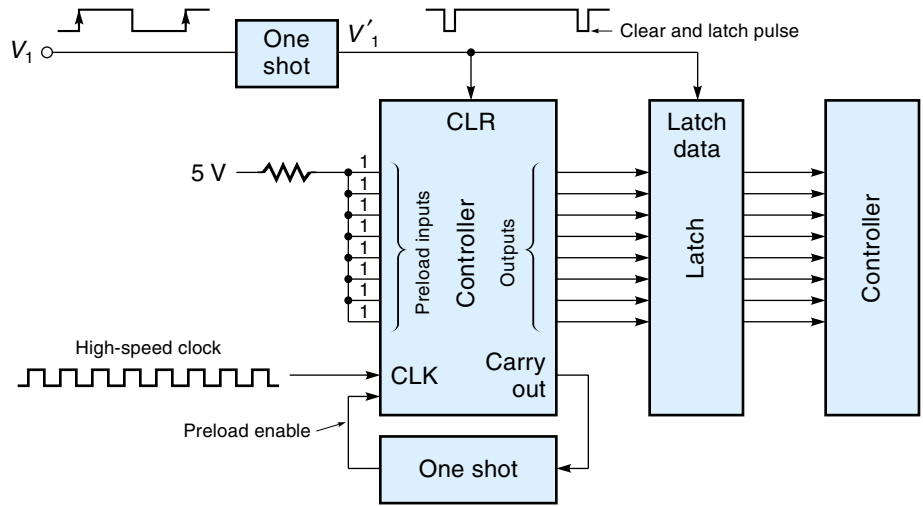 V1
One
shot
V′1
Clear and latch pulse
CLR
Latch
data
5 V
1
1
1
1
1
1
1
1
Preload inputs
Controller
Outputs
Latch
Controller
High-speed clock
CLK
Carry
out
Preload enable
One shot